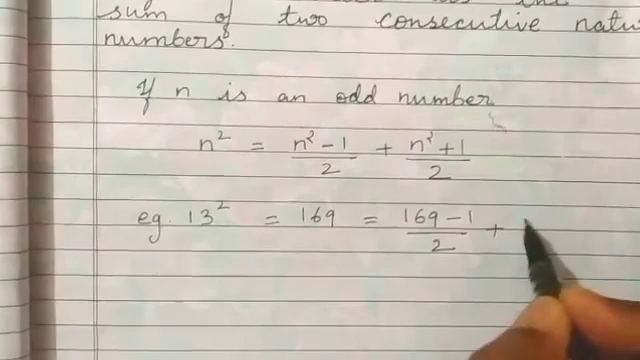 sum of two consecutive natu
numbers.
If n is an odd number
n² = n²-1/2 + n²+1/2
eg. 13² = 169 = 169-1/2 +